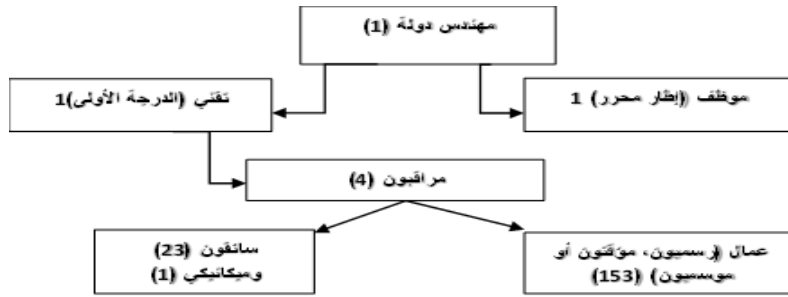 مهندس دولة (1)
موظف (إطار محرر) 1
تقني (الدرجة الأولى)1
مراقبون (4)
عمال (رسميون، مؤقتون أو
موسميون) (153)
سائقون (23)
وميكانيكي (1)